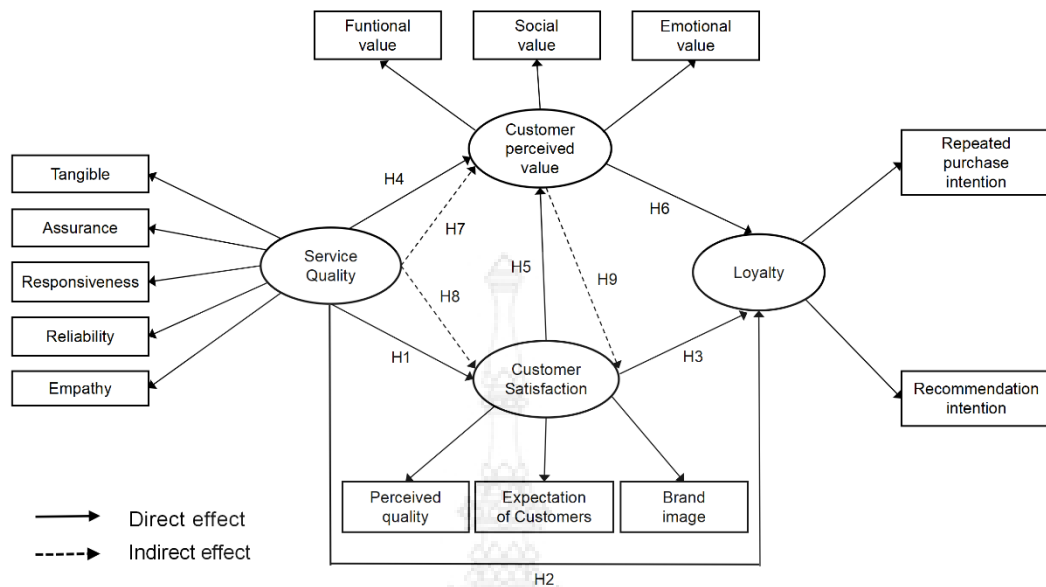 Funtional
value
Social
value
Emotional
value
Customer
perceived
value
Repeated
purchase
intention
Tangible
Assurance
Responsiveness
Reliability
Empathy
Service
Quality
H4
H7
H8
H1
H5
H9
H6
H3
Loyalty
Customer
Satisfaction
Recommendation
intention
Perceived
quality
Expectation
of Customers
Brand
image
Direct effect
Indirect effect
H2